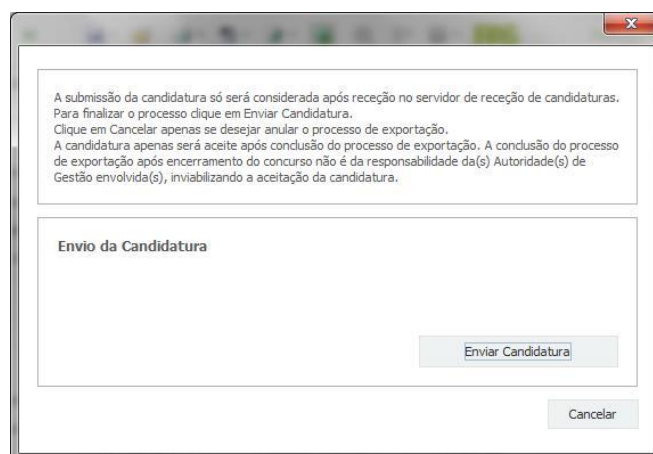 A submissão da candidatura só será considerada após receção no servidor de receção de candidaturas.
Para finalizar o processo clique em Enviar Candidatura.
Clique em Cancelar apenas se desejar anular o processo de exportação.
A candidatura apenas será aceite após conclusão do processo de exportação. A conclusão do processo
de exportação após encerramento do concurso não é da responsabilidade da(s) Autoridade(s) de
Gestão envolvida(s), inviabilizando a aceitação da candidatura.
Envio da Candidatura
Enviar Candidatura
Cancelar